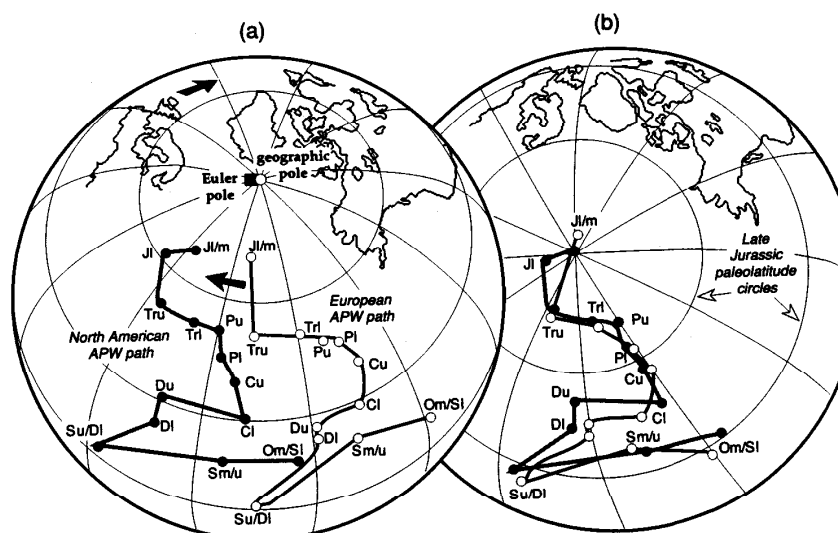 (a)
(b)
geographic
pole
Euler
pole
Jl
Jl/m
Jl/m
Tru
Trl
Pu
Pl
Cu
Cl
North American
APW path
European
APW path
Tru
Trl
Pu
Pl
Cu
Cl
Du
Dl
Su/Dl
Sm/u
Om/Sl
Du
Dl
Sm/u
Om/Sl
Su/Dl
Jl/m
Jl
Late
Jurassic
paleolatitude
circles
Tru
Trl
Pu
Pl
Cu
Cl
Du
Dl
Sm/u
Om/Sl
Su/Dl